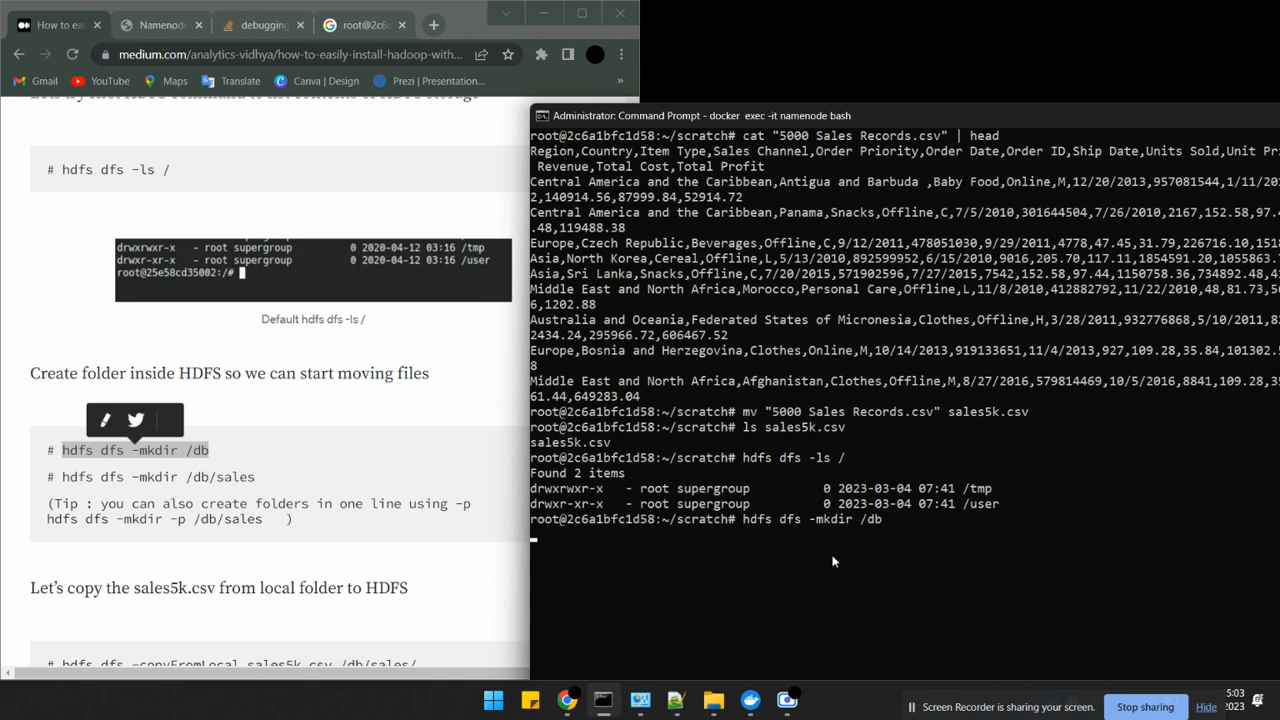 How to eas
Namenod
debugging
root@2c6a
medium.com/analytics-vidhya/how-to-easily-install-hadoop-with...
Gmail
YouTube
Maps
Translate
Canva | Design
Prezi | Presentation...
»
# hdfs dfs -ls /
drwxrwxr-x - root supergroup 0 2020-04-12 03:16 /tmp
drwxr-xr-x - root supergroup 0 2020-04-12 03:16 /user
root@25e58cd35002:/#
Default hdfs dfs -ls /
Create folder inside HDFS so we can start moving files
# hdfs dfs -mkdir /db
# hdfs dfs -mkdir /db/sales
(Tip : you can also create folders in one line using -p
hdfs dfs -mkdir -p /db/sales )
Let's copy the sales5k.csv from local folder to HDFS
# hdfs dfs -copyFromLocal sales5k.csv /db/sales/
Administrator: Command Prompt - docker exec -it namenode bash
root@2c6a1bfc1d58:~/scratch# cat "5000 Sales Records.csv" | head
Region,Country,Item Type,Sales Channel,Order Priority,Order Date,Order ID,Ship Date,Units Sold,Unit Pri
Revenue,Total Cost,Total Profit
Central America and the Caribbean,Antigua and Barbuda ,Baby Food,Online,M,12/20/2013,957081544,1/11/201
2,140914.56,87999.84,52914.72
Central America and the Caribbean,Panama,Snacks,Offline,C,7/5/2010,301644504,7/26/2010,2167,152.58,97.4
.48,119488.38
Europe,Czech Republic,Beverages,Offline,C,9/12/2011,478051030,9/29/2011,4778,47.45,31.79,226716.10,1518
Asia,North Korea,Cereal,Offline,L,5/13/2010,892599952,6/15/2010,9016,205.70,117.11,1854591.20,1055863.7
Asia,Sri Lanka,Snacks,Offline,C,7/20/2015,571902596,7/27/2015,7542,152.58,97.44,1150758.36,734892.48,41
Middle East and North Africa,Morocco,Personal Care,Offline,L,11/8/2010,412882792,11/22/2010,48,81.73,56
6,1202.88
Australia and Oceania,Federated States of Micronesia,Clothes,Offline,H,3/28/2011,932776868,5/10/2011,82
2434.24,295966.72,606467.52
Europe,Bosnia and Herzegovina,Clothes,Online,M,10/14/2013,919133651,11/4/2013,927,109.28,35.84,101302.5
8
Middle East and North Africa,Afghanistan,Clothes,Offline,M,8/27/2016,579814469,10/5/2016,8841,109.28,35
61.44,649283.04
root@2c6a1bfc1d58:~/scratch# mv "5000 Sales Records.csv" sales5k.csv
root@2c6a1bfc1d58:~/scratch# ls sales5k.csv
sales5k.csv
root@2c6a1bfc1d58:~/scratch# hdfs dfs -ls /
Found 2 items
drwxrwxr-x - root supergroup 0 2023-03-04 07:41 /tmp
drwxr-xr-x - root supergroup 0 2023-03-04 07:41 /user
root@2c6a1bfc1d58:~/scratch# hdfs dfs -mkdir /db
Screen Recorder is sharing your screen.
Stop sharing
Hide
5:03
2023